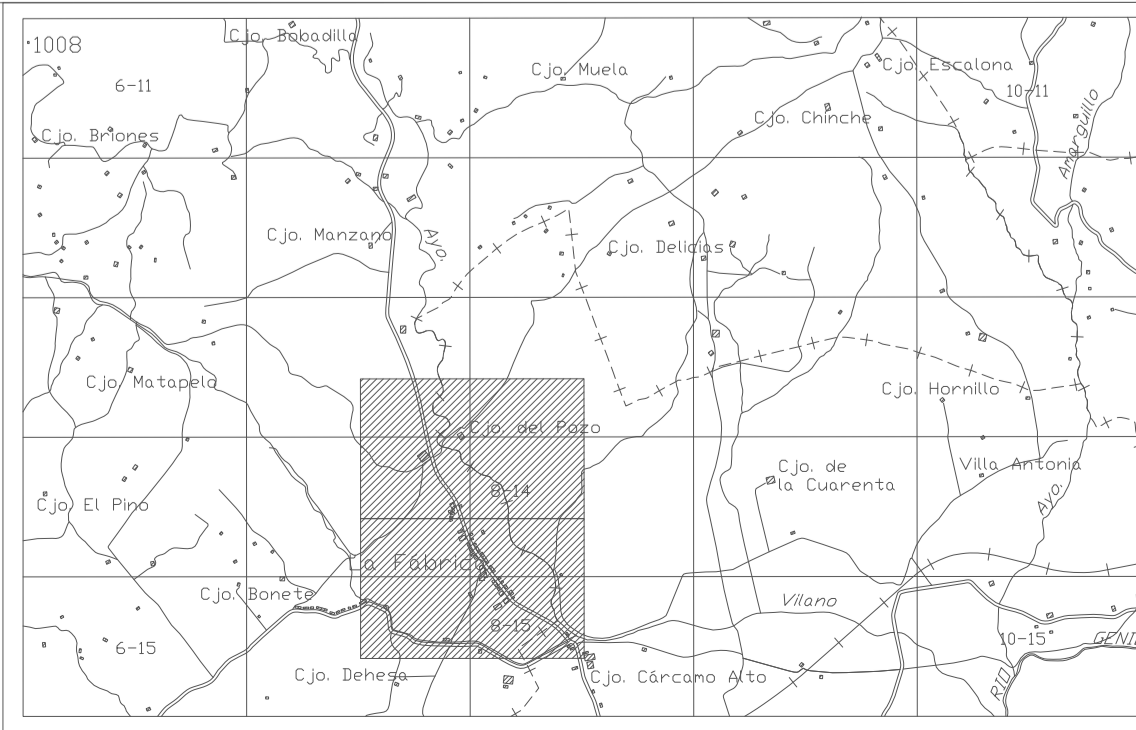 1008
Cjo. Bobadilla
Cjo. Muela
Cjo. Escalona
6-11
10-11
Cjo. Chinche
Cjo. Briones
Amarguillo
Cjo. Manzano
Ayo.
Cjo. Delicias
Cjo. Matapela
Cjo. Hornillo
Cjo. del Pozo
Villa Antonia
Cjo. de
la Cuarenta
8-14
Ayo.
Cjo. El Pino
La Fábrica
Cjo. Bonete
Vilano
8-15
6-15
10-15
Cjo. Dehesa
Cjo. Cárcamo Alto
RIO